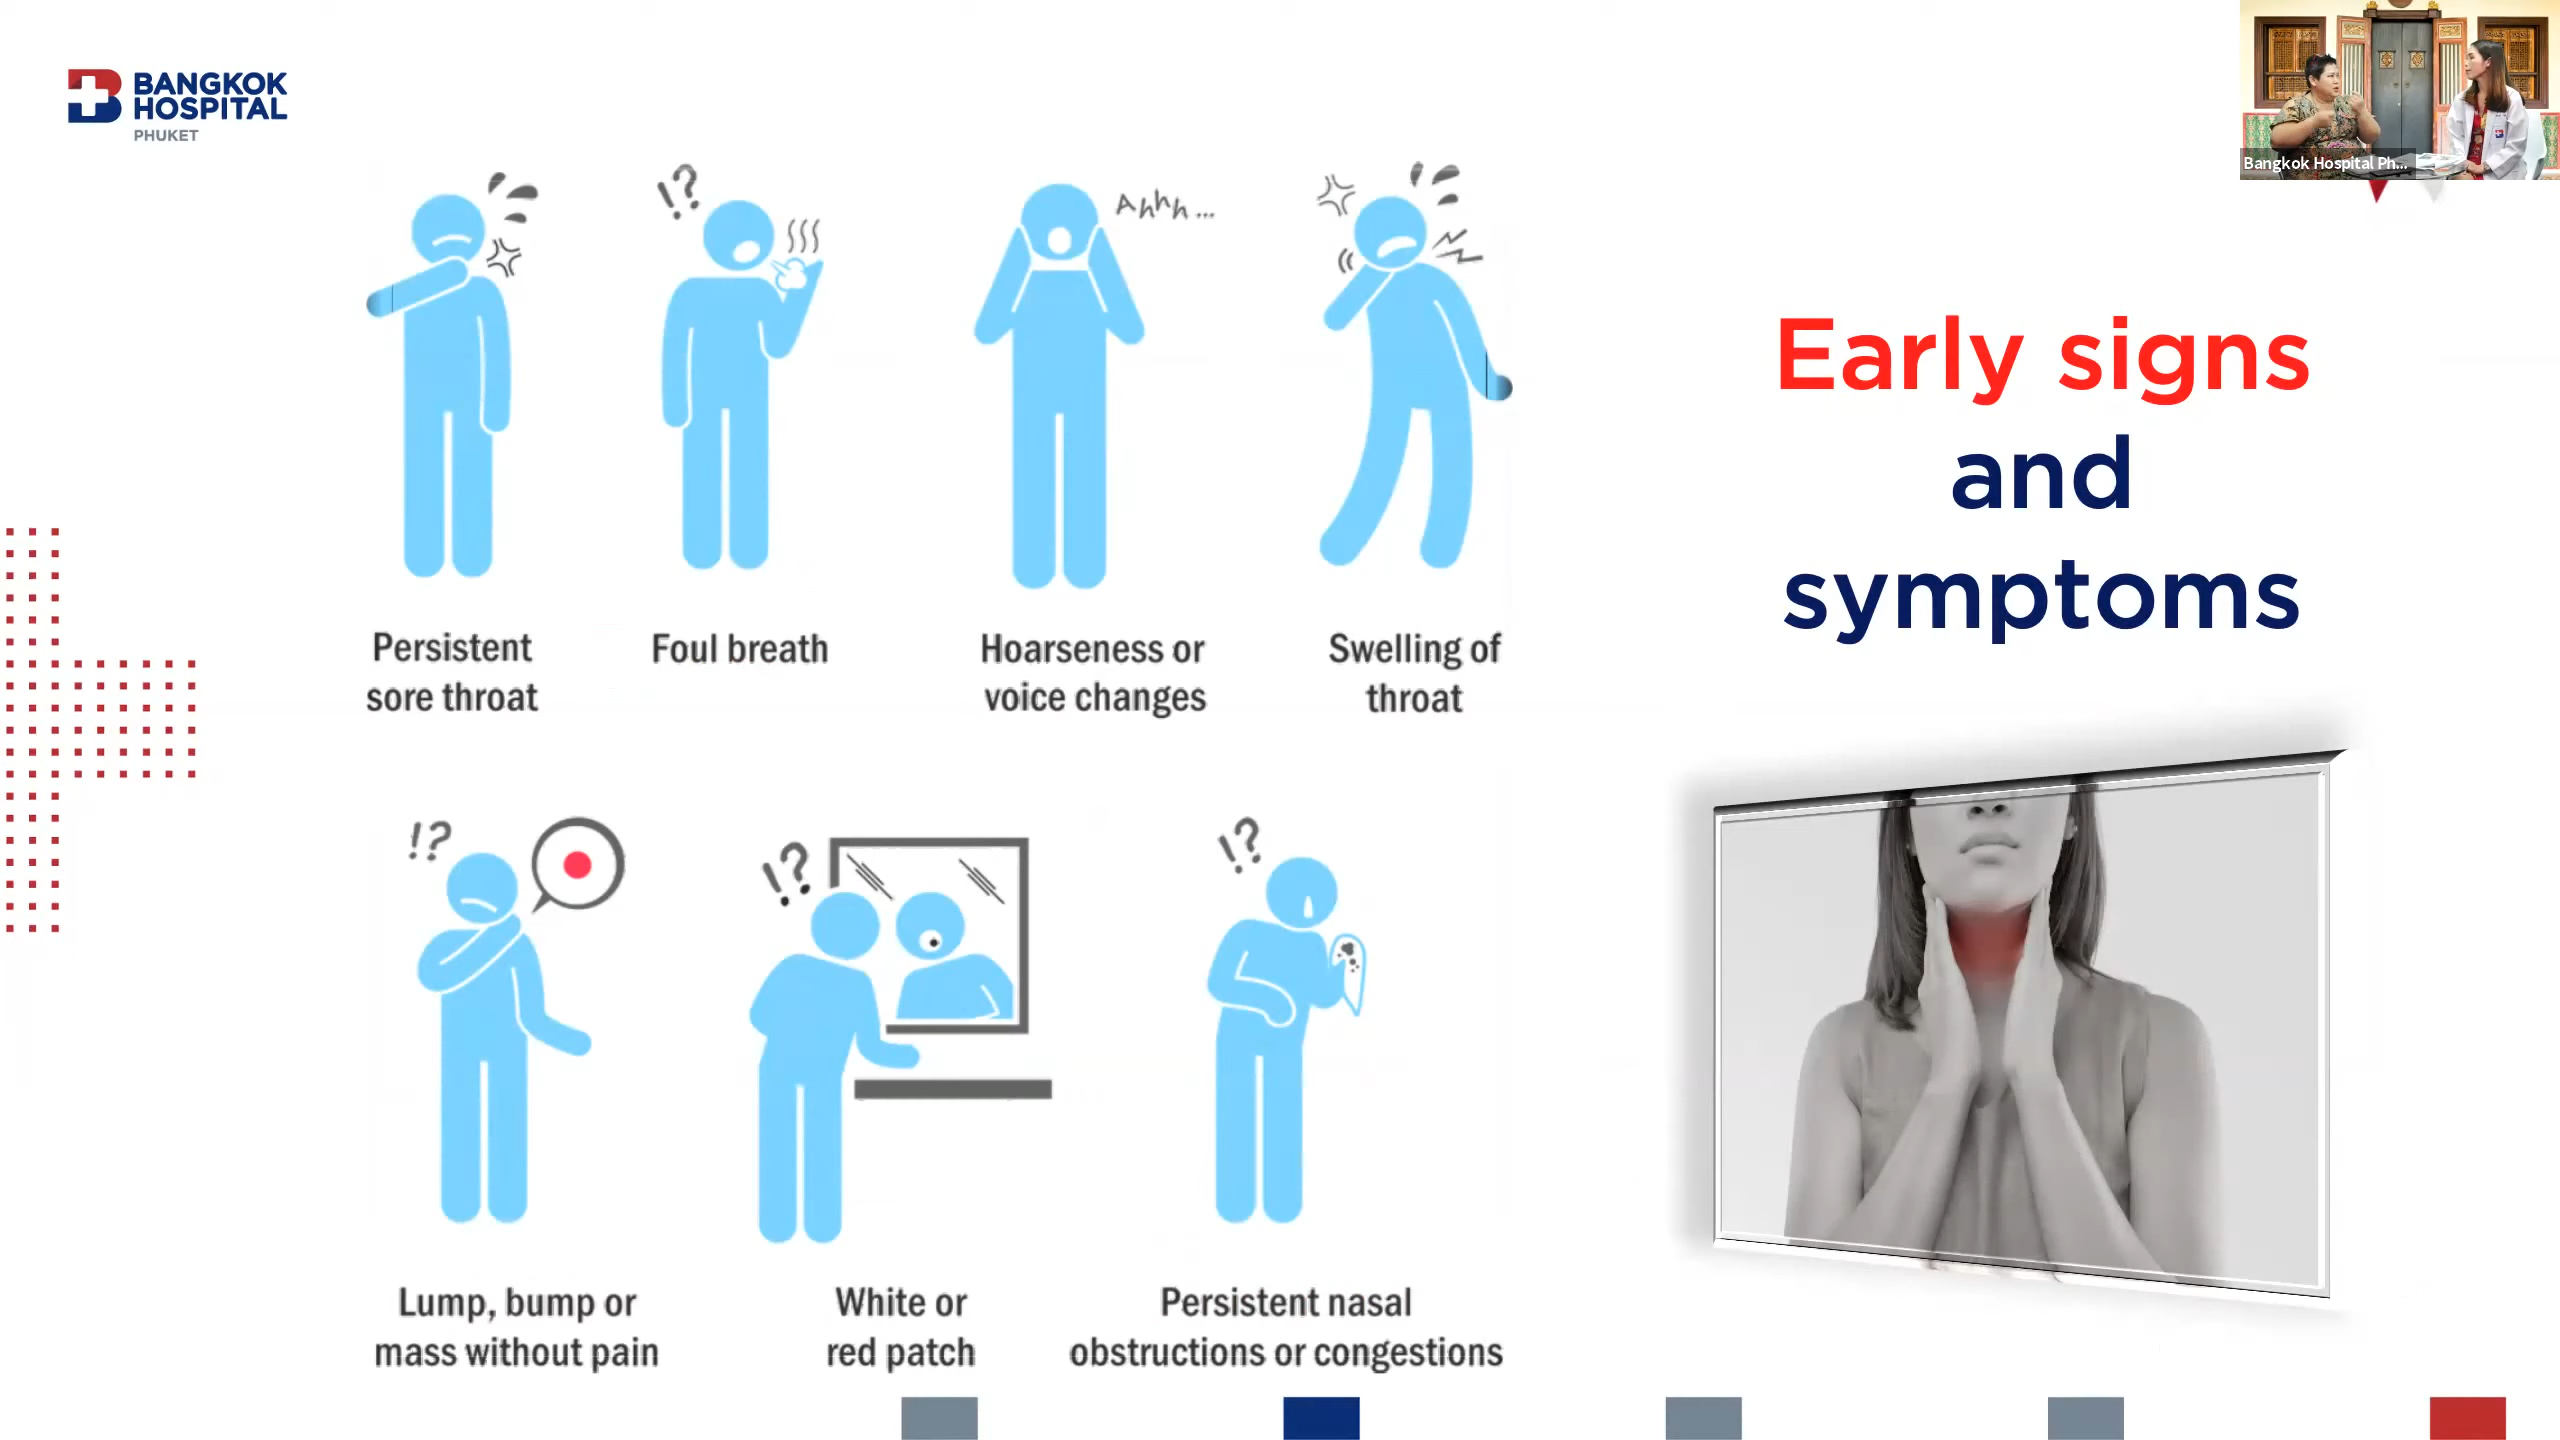 BANGKOK
HOSPITAL
PHUKET
Bangkok Hospital Ph...
!?
Ahhh...
Early signs
and
symptoms
Persistent
sore throat
Foul breath
Hoarseness or
voice changes
Swelling of
throat
!?
!?
!?
Lump, bump or
mass without pain
White or
red patch
Persistent nasal
obstructions or congestions